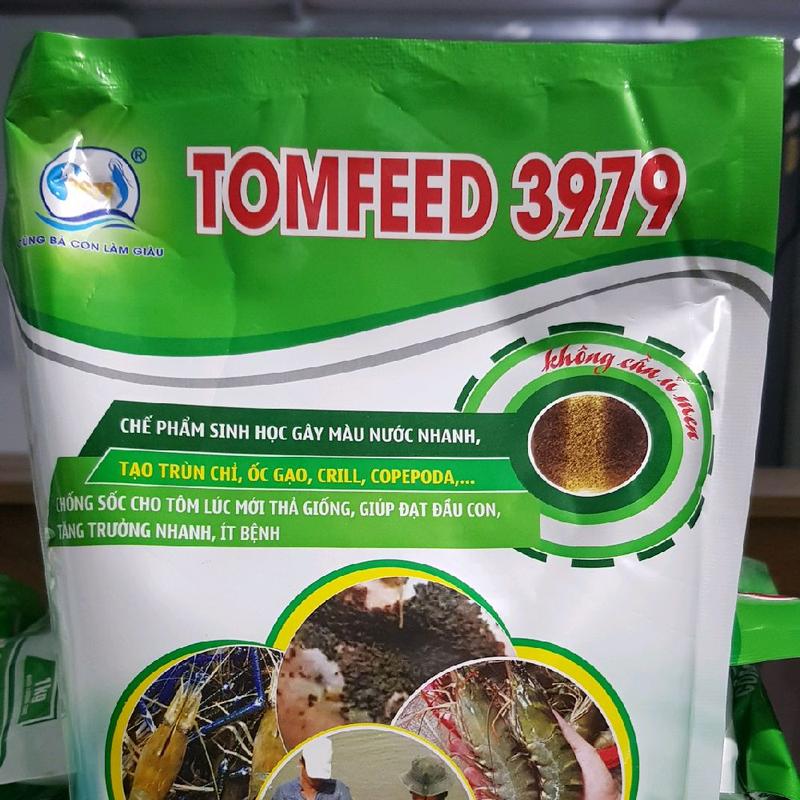 ®
TOMFEED 3979
CÙNG BÀ CON LÀM GIÀU
không cần ủ men
CHẾ PHẨM SINH HỌC GÂY MÀU NƯỚC NHANH,
TẠO TRÙN CHỈ, ỐC GẠO, CRILL, COPEPODA,...
CHỐNG SỐC CHO TÔM LÚC MỚI THẢ GIỐNG, GIÚP ĐẠT ĐẦU CON,
TĂNG TRƯỞNG NHANH, ÍT BỆNH
1KG